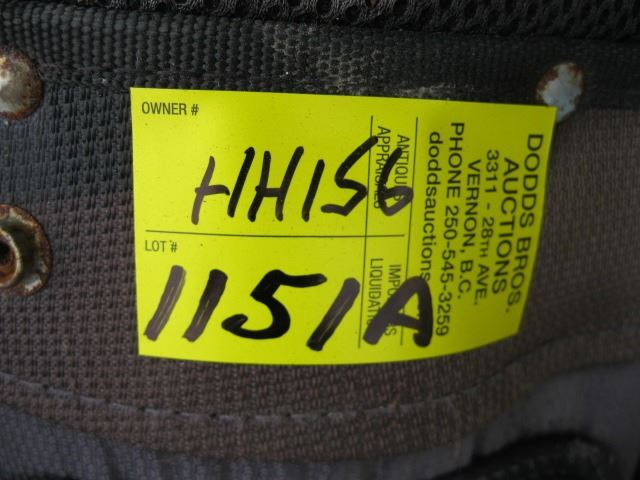 OWNER #
HH156
LOT #
1151A
DODDS BROS.
AUCTIONS
3311 - 28TH AVE.
VERNON, B.C.
PHONE 250-545-3259
doddsauctions